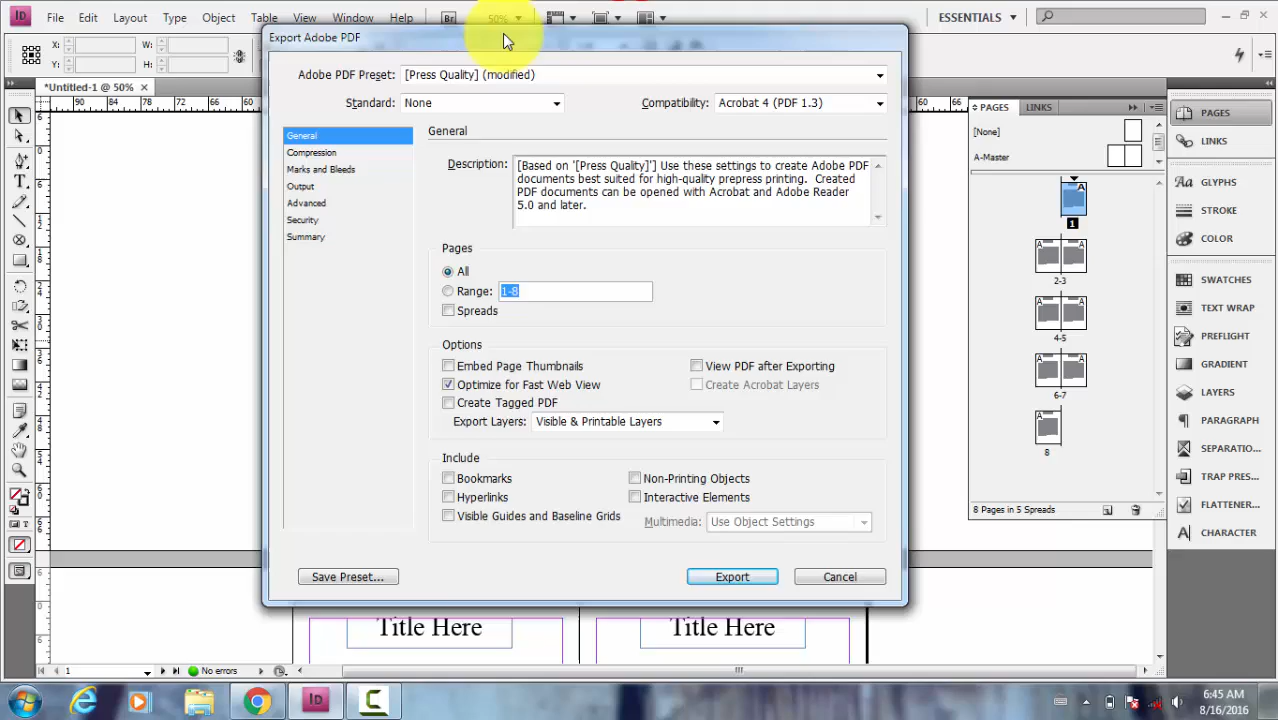 File Edit Layout Type Object Table View Window Help Br 50% ESSENTIALS
X: W:
Y: H:
*Untitled-1 @ 50%
90 84 78 72 60 66
Export Adobe PDF
Adobe PDF Preset: [Press Quality] (modified)
Standard: None Compatibility: Acrobat 4 (PDF 1.3)
General
Compression
Marks and Bleeds
Output
Advanced
Security
Summary
General
Description: [Based on '[Press Quality]'] Use these settings to create Adobe PDF
documents best suited for high-quality prepress printing. Created
PDF documents can be opened with Acrobat and Adobe Reader
5.0 and later.
Pages
All
Range: 1-8
Spreads
Options
Embed Page Thumbnails View PDF after Exporting
Optimize for Fast Web View Create Acrobat Layers
Create Tagged PDF
Export Layers: Visible & Printable Layers
Include
Bookmarks Non-Printing Objects
Hyperlinks Interactive Elements
Visible Guides and Baseline Grids Multimedia: Use Object Settings
Save Preset... Export Cancel
Title Here Title Here
PAGES LINKS
[None]
A-Master
A
1
A A
2-3
A A
4-5
A A
6-7
A
8
8 Pages in 5 Spreads
PAGES
LINKS
GLYPHS
STROKE
COLOR
SWATCHES
TEXT WRAP
PREFLIGHT
GRADIENT
LAYERS
PARAGRAPH
SEPARATIO...
TRAP PRES...
FLATTENER...
CHARACTER
1 No errors
6:45 AM
8/16/2016